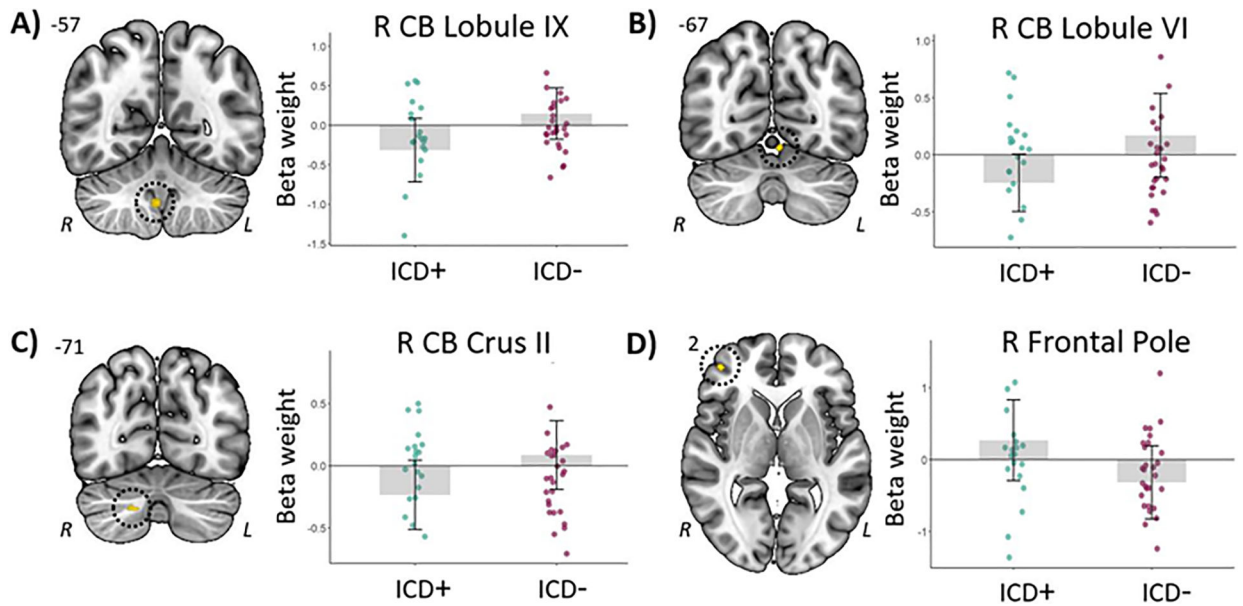 A)
-57
R CB Lobule IX
Beta weight
1.0
0.5
0.0
-0.5
-1.0
-1.5
R
L
ICD+
ICD-
B)
-67
R CB Lobule VI
Beta weight
1.0
0.5
0.0
-0.5
R
L
ICD+
ICD-
C)
-71
R CB Crus II
Beta weight
0.5
0.0
-0.5
R
L
ICD+
ICD-
D)
2
R Frontal Pole
Beta weight
1
0
-1
R
L
ICD+
ICD-